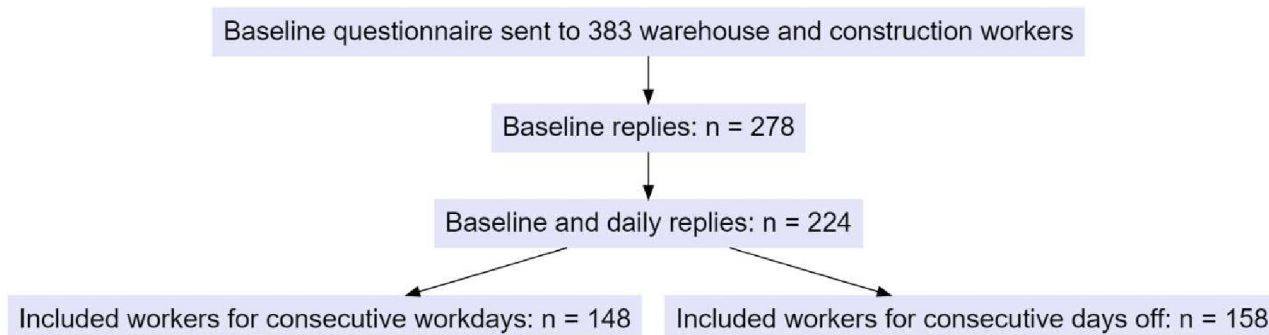 Baseline questionnaire sent to 383 warehouse and construction workers
Baseline replies: n = 278
Baseline and daily replies: n = 224
Included workers for consecutive workdays: n = 148
Included workers for consecutive days off: n = 158